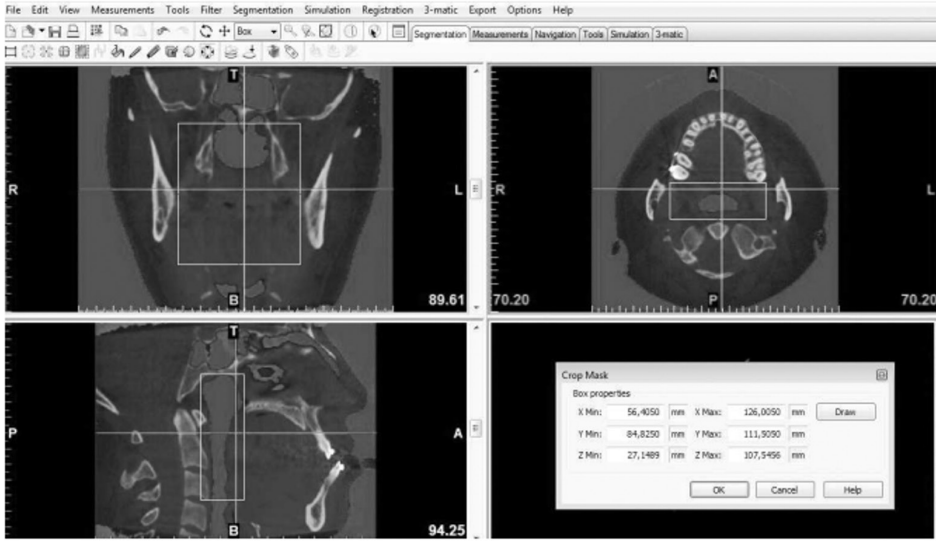 File Edit View Measurements Tools Filter Segmentation Simulation Registration 3-matic Export Options Help
Box Segmentation Measurements Navigation Tools Simulation 3-matic
T
R
L
B
89.61
A
R
L
70.20
P
70.20
T
P
A
B
94.25
Crop Mask
Box properties
X Min: 56,4050 mm X Max: 126,0050 mm Draw
Y Min: 84,8250 mm Y Max: 111,5050 mm
Z Min: 27,1489 mm Z Max: 107,5456 mm
OK Cancel Help